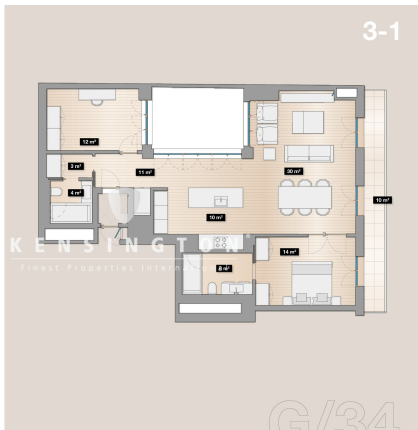 3-1
12 m²
3 m²
11 m²
30 m²
4 m²
10 m²
10 m²
KENSINGTON
Finest Properties International
14 m²
8 m²
G/34